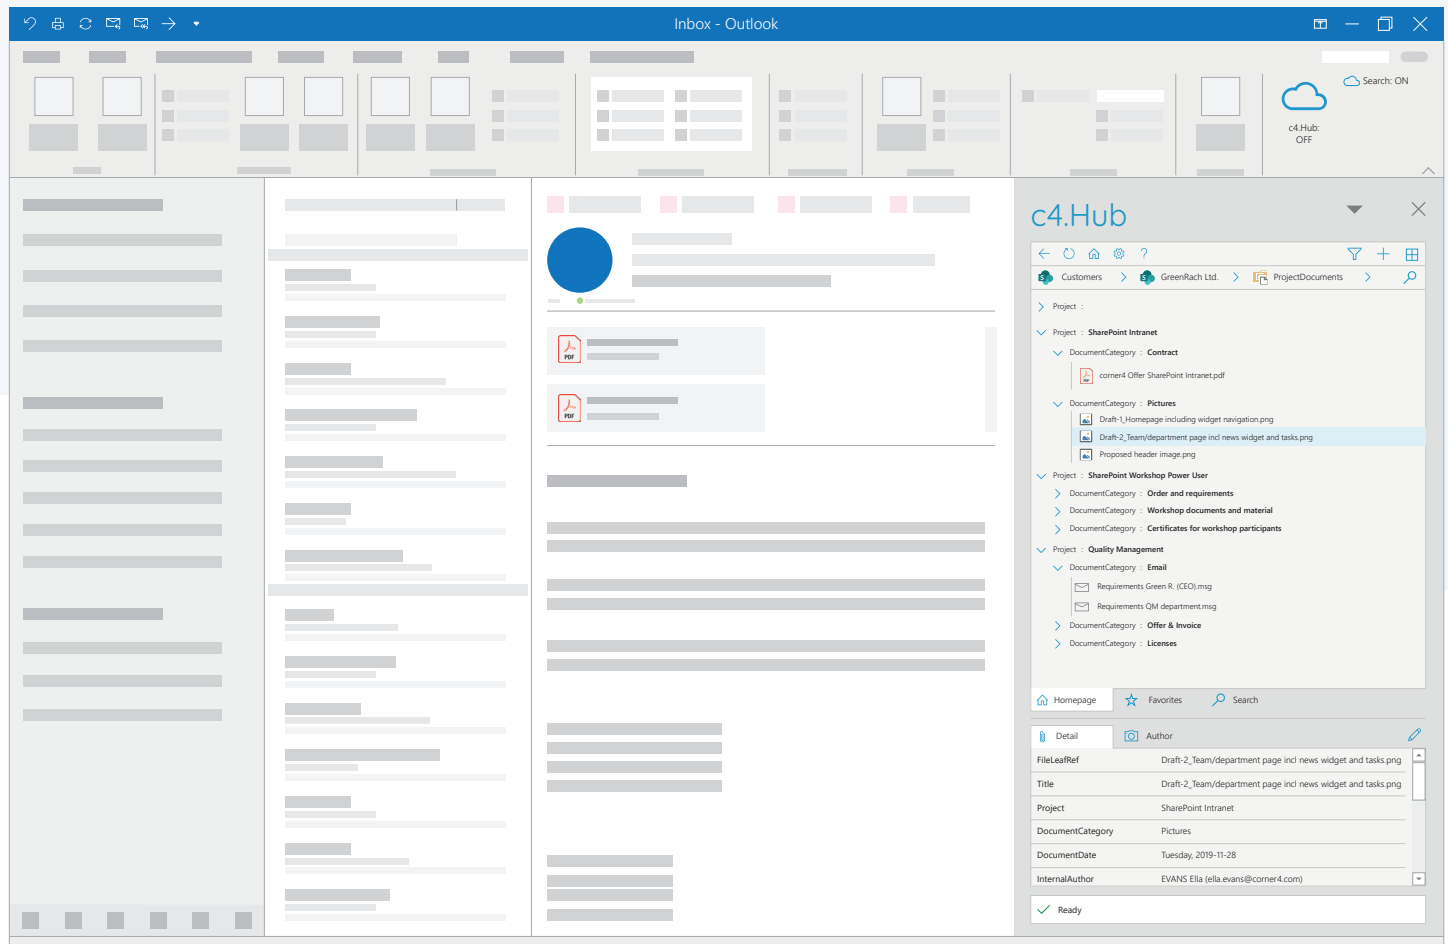 Inbox - Outlook
Search: ON
c4.Hub:
OFF
c4.Hub
?
Customers GreenRach Ltd. ProjectDocuments
Project :
Project : SharePoint Intranet
DocumentCategory : Contract
PDF
corner4 Offer SharePoint Intranet.pdf
PDF
DocumentCategory : Pictures
Draft-1_Homepage including widget navigation.png
Draft-2_Team/department page incl news widget and tasks.png
Proposed header image.png
Project : SharePoint Workshop Power User
DocumentCategory : Order and requirements
DocumentCategory : Workshop documents and material
DocumentCategory : Certificates for workshop participants
Project : Quality Management
DocumentCategory : Email
Requirements Green R. (CEO).msg
Requirements QM department.msg
DocumentCategory : Offer & Invoice
DocumentCategory : Licenses
Homepage Favorites Search
Detail Author
FileLeafRef Draft-2_Team/department page incl news widget and tasks.png
Title Draft-2_Team/department page incl news widget and tasks.png
Project SharePoint Intranet
DocumentCategory Pictures
DocumentDate Tuesday, 2019-11-28
InternalAuthor EVANS Ella (ella.evans@corner4.com)
Ready